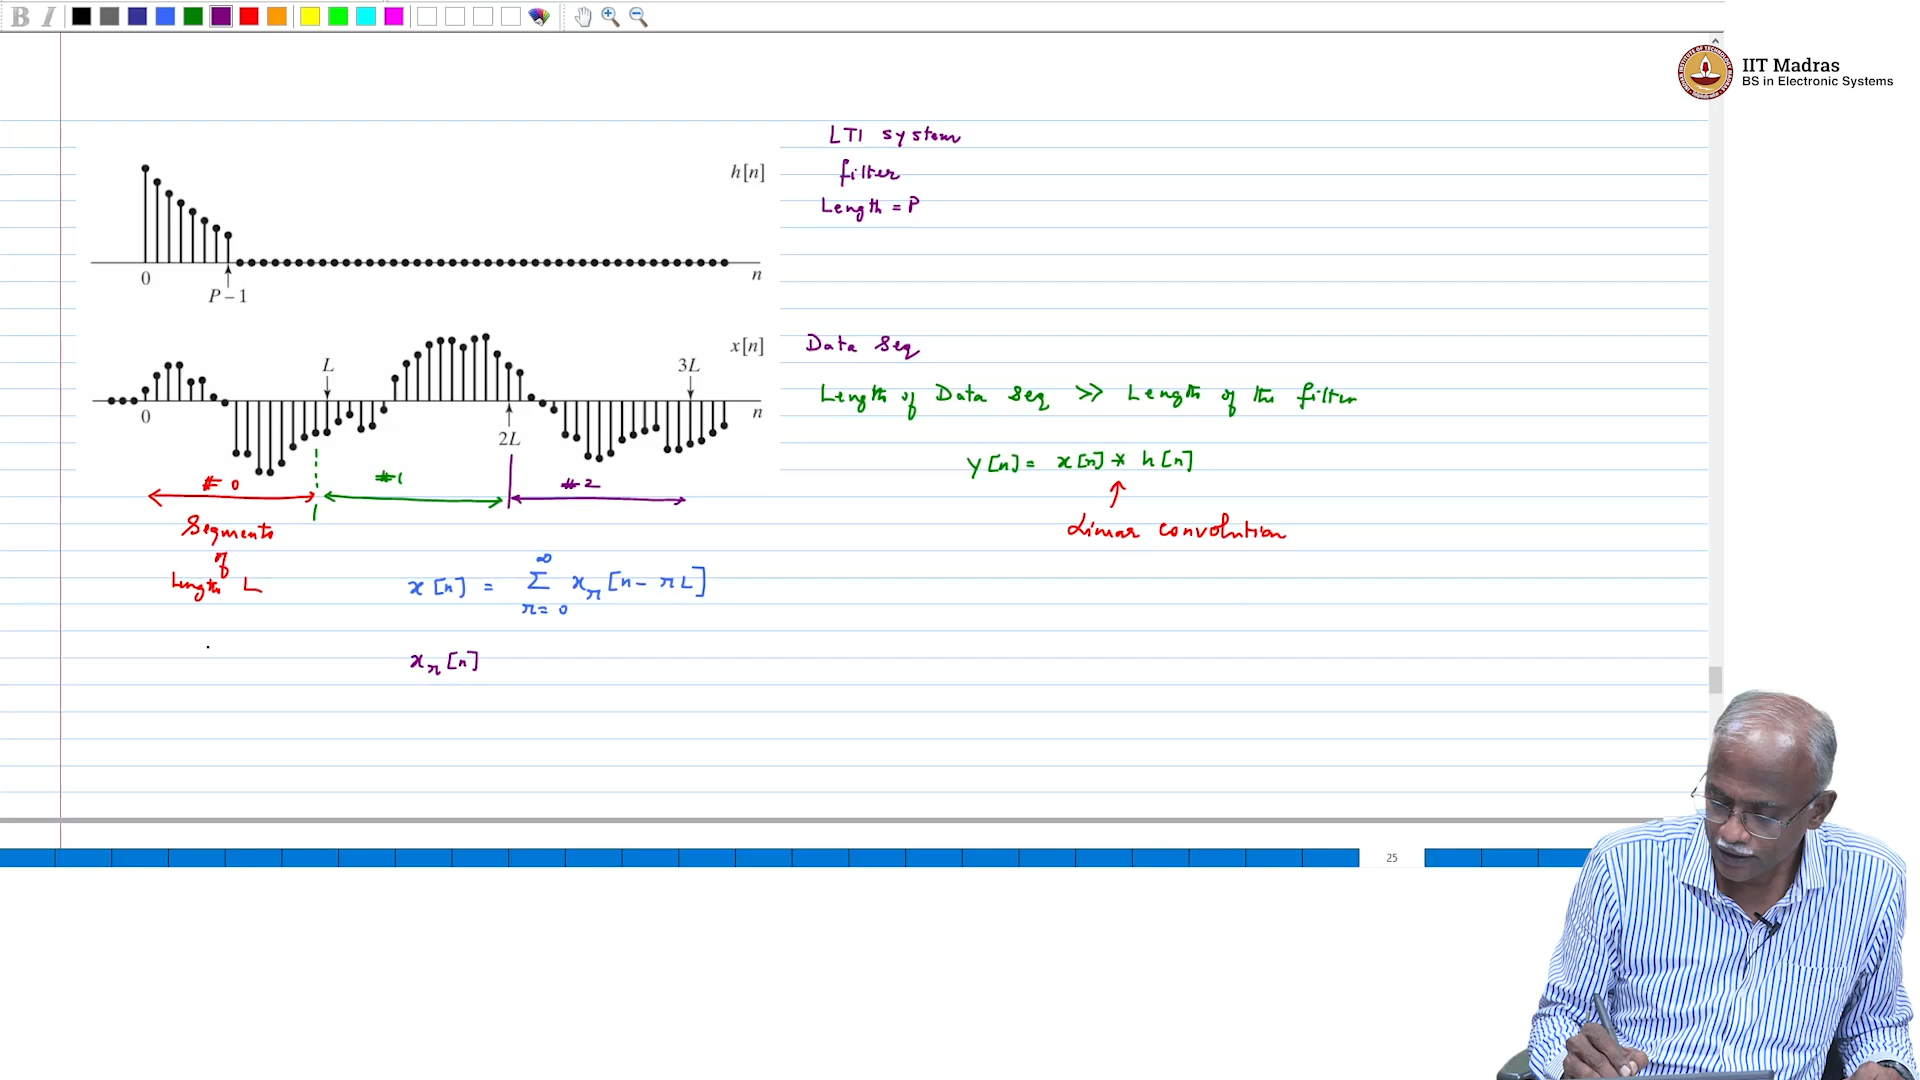 B I
IIT Madras
BS in Electronic Systems
LTI system
h[n]
filter
Length = P
0
n
P – 1
x[n]
Data Seq
L
3L
Length of Data Seq >> Length of the filter
0
n
2L
y[n] = x[n] * h[n]
# 0
#1
#2
Linear convolution
Segments
of
Length L
x[n] = ∑ x_r[n - rL]
∞
r = 0
x_r[n]
25